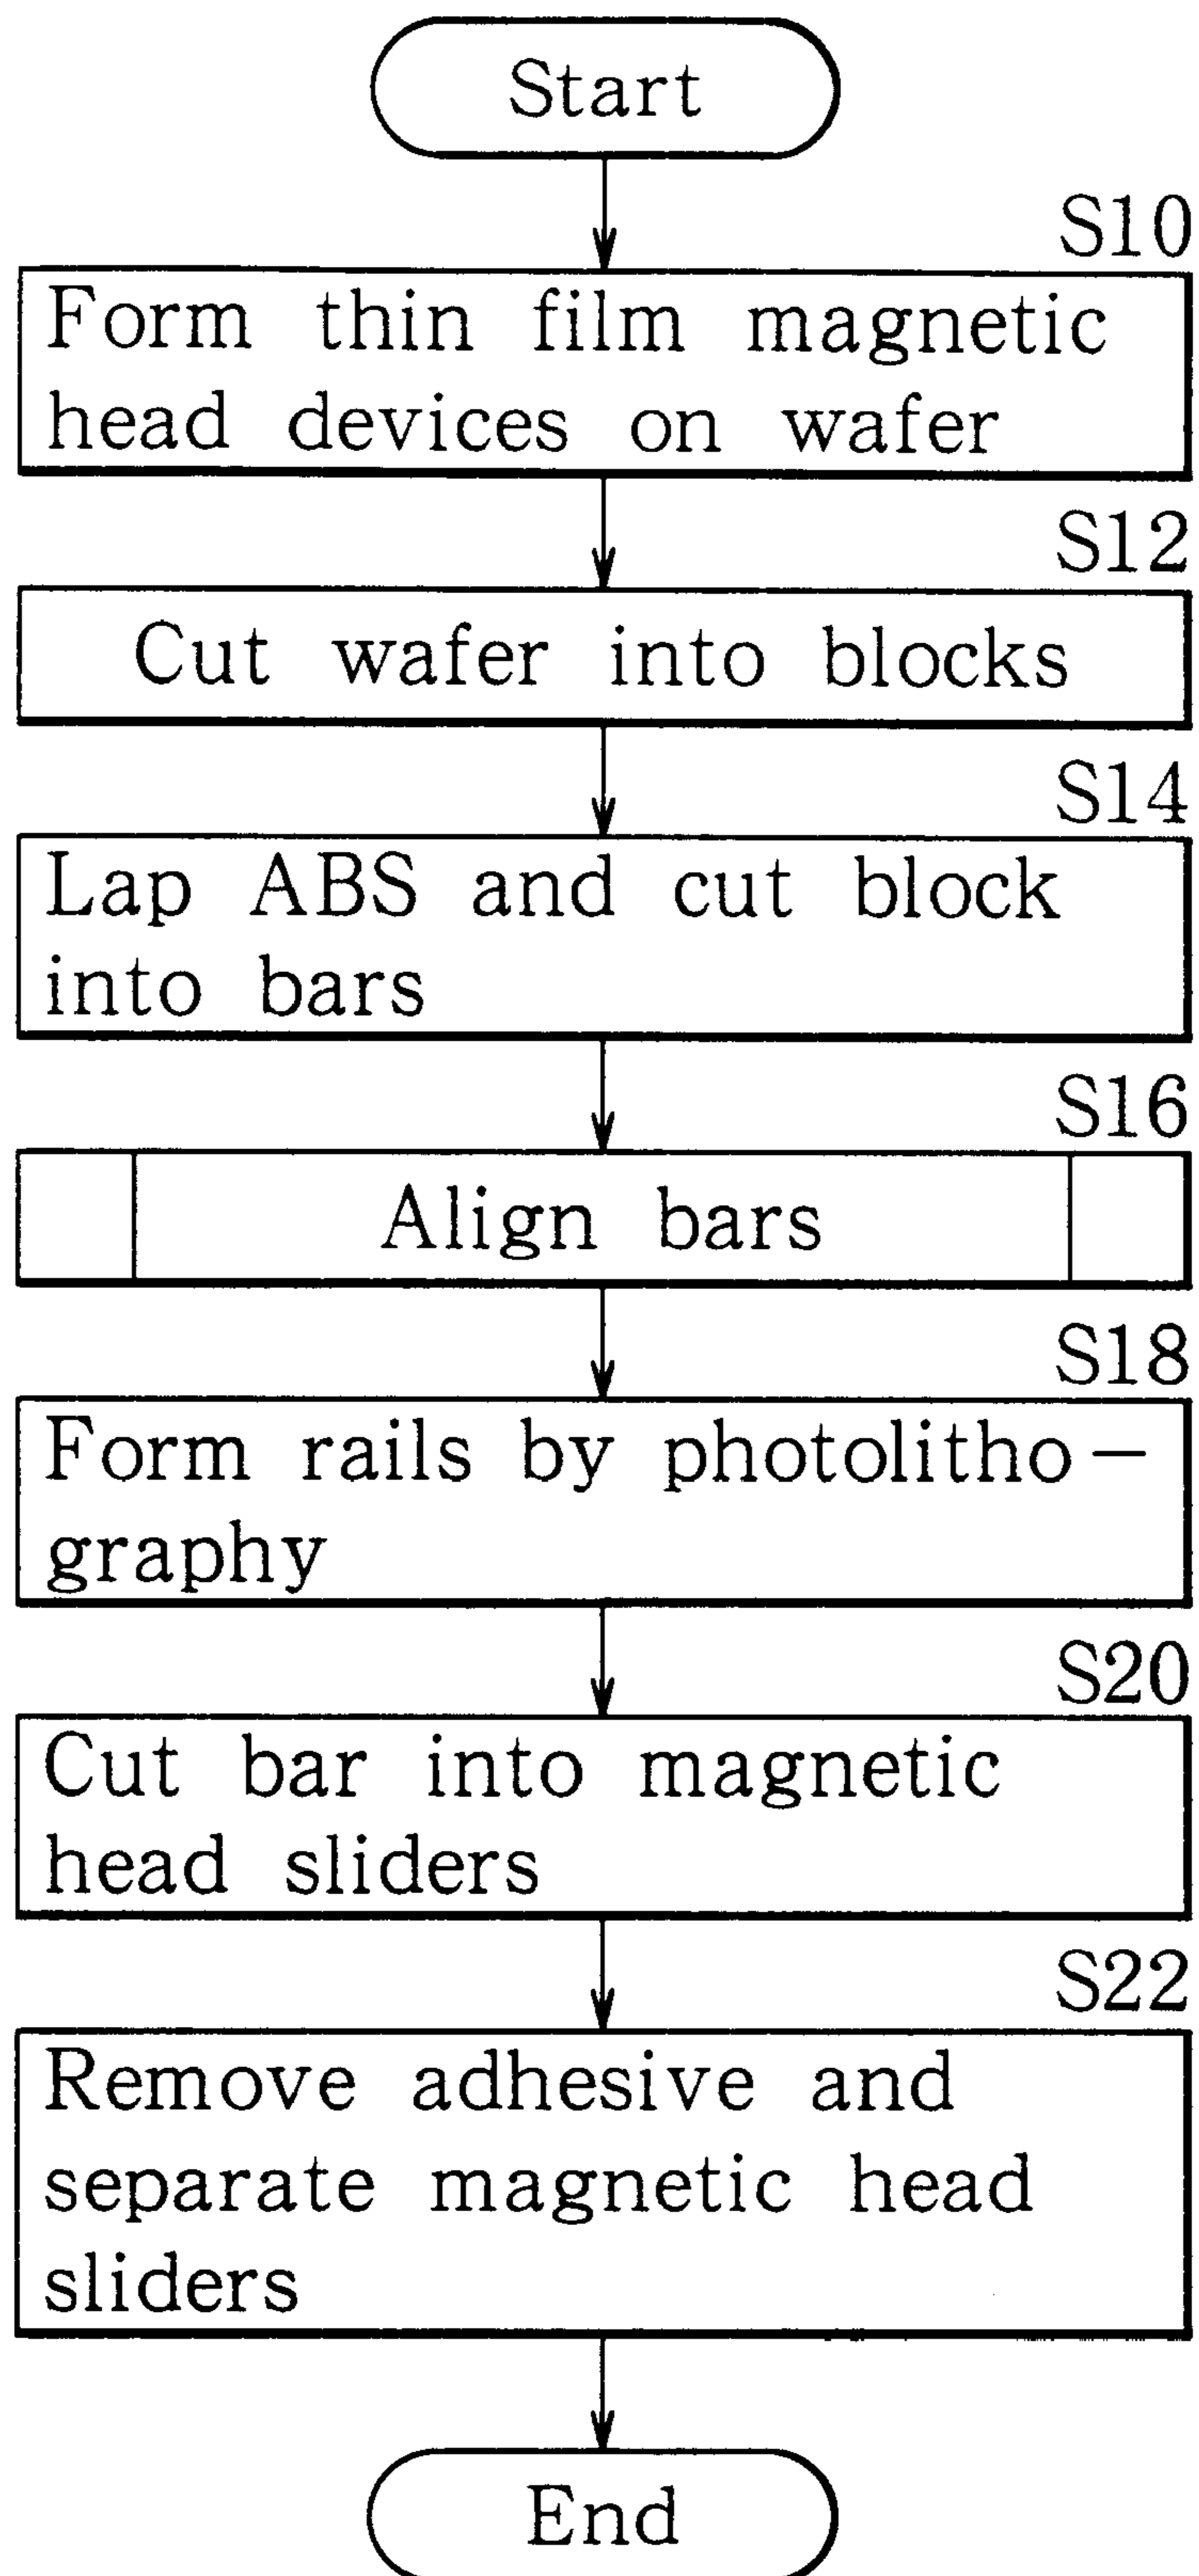 Start
S10
Form thin film magnetic
head devices on wafer
S12
Cut wafer into blocks
S14
Lap ABS and cut block
into bars
S16
Align bars
S18
Form rails by photolitho-
graphy
S20
Cut bar into magnetic
head sliders
S22
Remove adhesive and
separate magnetic head
sliders
End